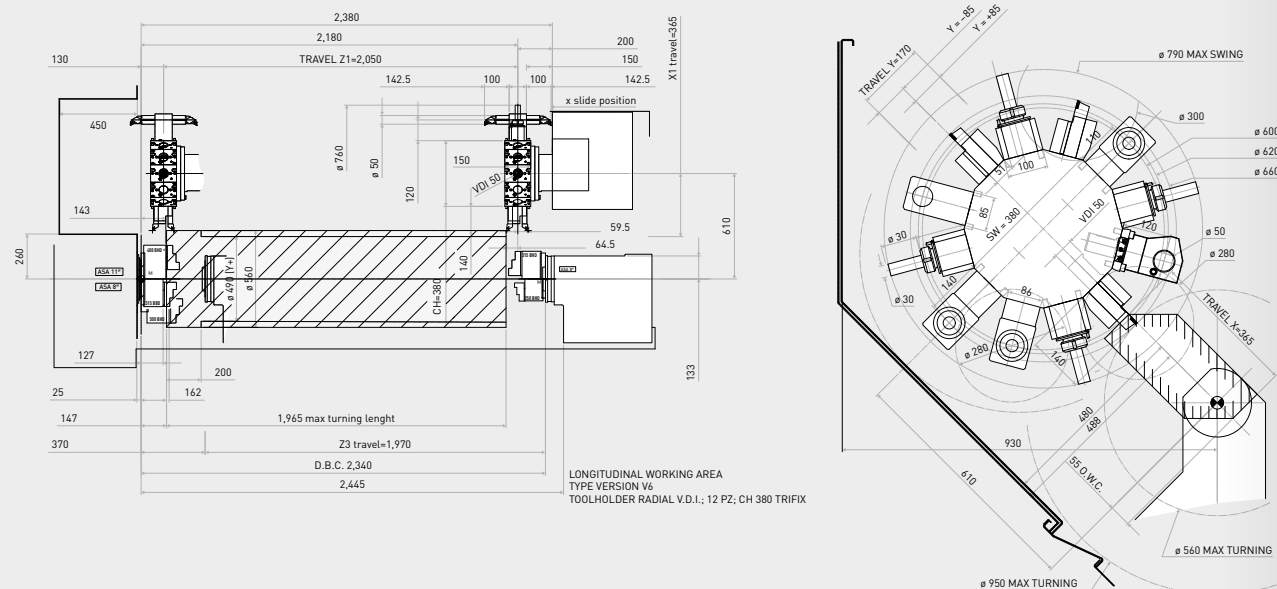 2,380
2,180
200
130
TRAVEL Z1=2,050
150
142.5
100
100
142.5
X1 travel=365
x slide position
450
ø 760
ø 50
120
150
VDI 50
143
59.5
64.5
610
260
ASA 11"
ASA 8"
M
ø 490 (Y+)
ø 560
CH=380
140
M
127
200
133
25
162
147
1,965 max turning lenght
370
Z3 travel=1,970
D.B.C. 2,340
2,445
LONGITUDINAL WORKING AREA
TYPE VERSION V6
TOOLHOLDER RADIAL V.D.I.; 12 PZ; CH 380 TRIFIX
Y = -85
Y = +85
TRAVEL Y=170
ø 790 MAX SWING
ø 300
ø 600
ø 620
ø 660
110
100
51
85
SW = 380
VDI 50
120
ø 50
ø 280
ø 30
ø 30
140
86
ø 280
140
TRAVEL X=365
480
488
930
610
55 O.W.C.
ø 560 MAX TURNING
ø 950 MAX TURNING